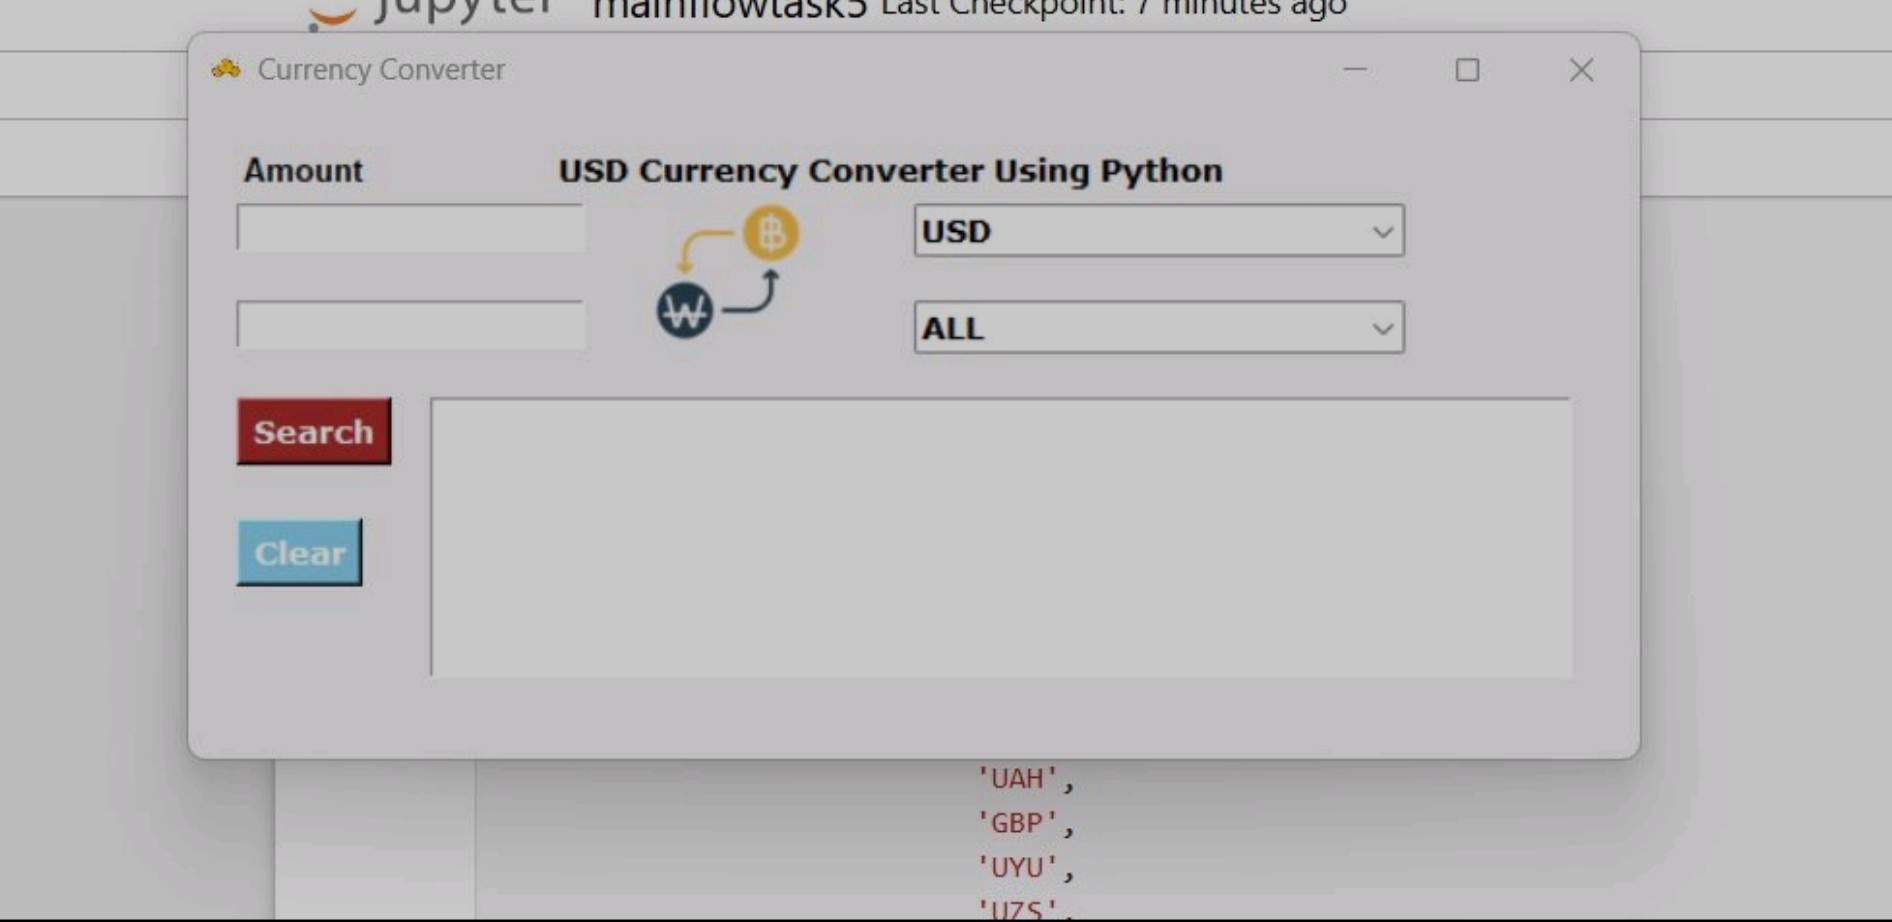 jupyter mainflowtask5 Last Checkpoint: 7 minutes ago
Currency Converter
Amount USD Currency Converter Using Python
USD
ALL
Search
Clear
'UAH',
'GBP',
'UYU',
'UZS',